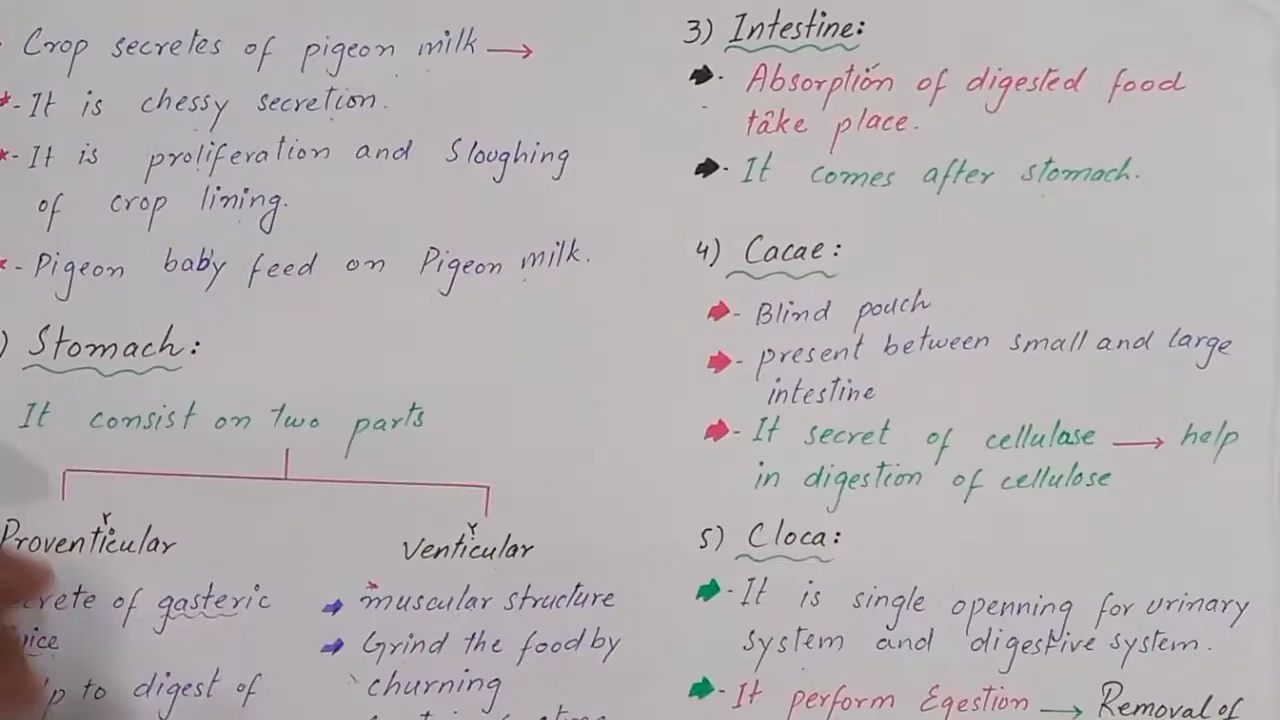 Crop secretes of pigeon milk →
*- It is chessy secretion.
*- It is proliferation and Sloughing
of crop lining.
*- Pigeon baby feed on Pigeon milk.
) Stomach:
It consist on two parts
Proventricular
secrete of gasteric
juice
to digest of
Ventricular
muscular structure
Grind the food by
churning
3) Intestine:
Absorption of digested food
take place.
It comes after stomach.
4) Cacae:
Blind pouch
present between small and large
intestine
It secret of cellulase → help
in digestion of cellulose
5) Cloca:
It is single openning for urinary
system and digestive system.
It perform Egestion → Removal of